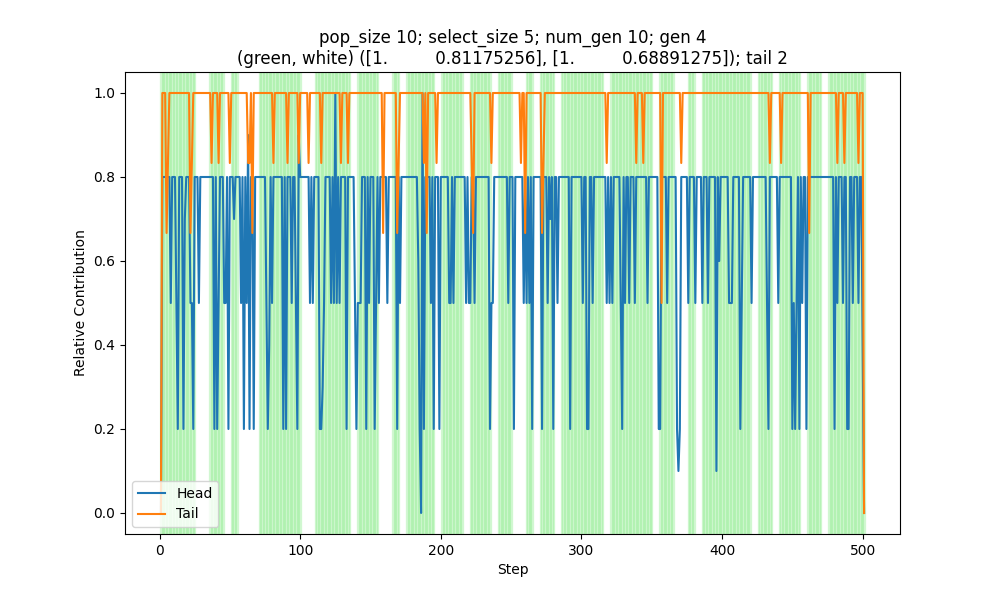 pop_size 10; select_size 5; num_gen 10; gen 4
(green, white) ([1.         0.81175256], [1.         0.68891275]); tail 2
1.0
0.8
0.6
0.4
0.2
0.0
Relative Contribution
Head
Tail
0
100
200
300
400
500
Step